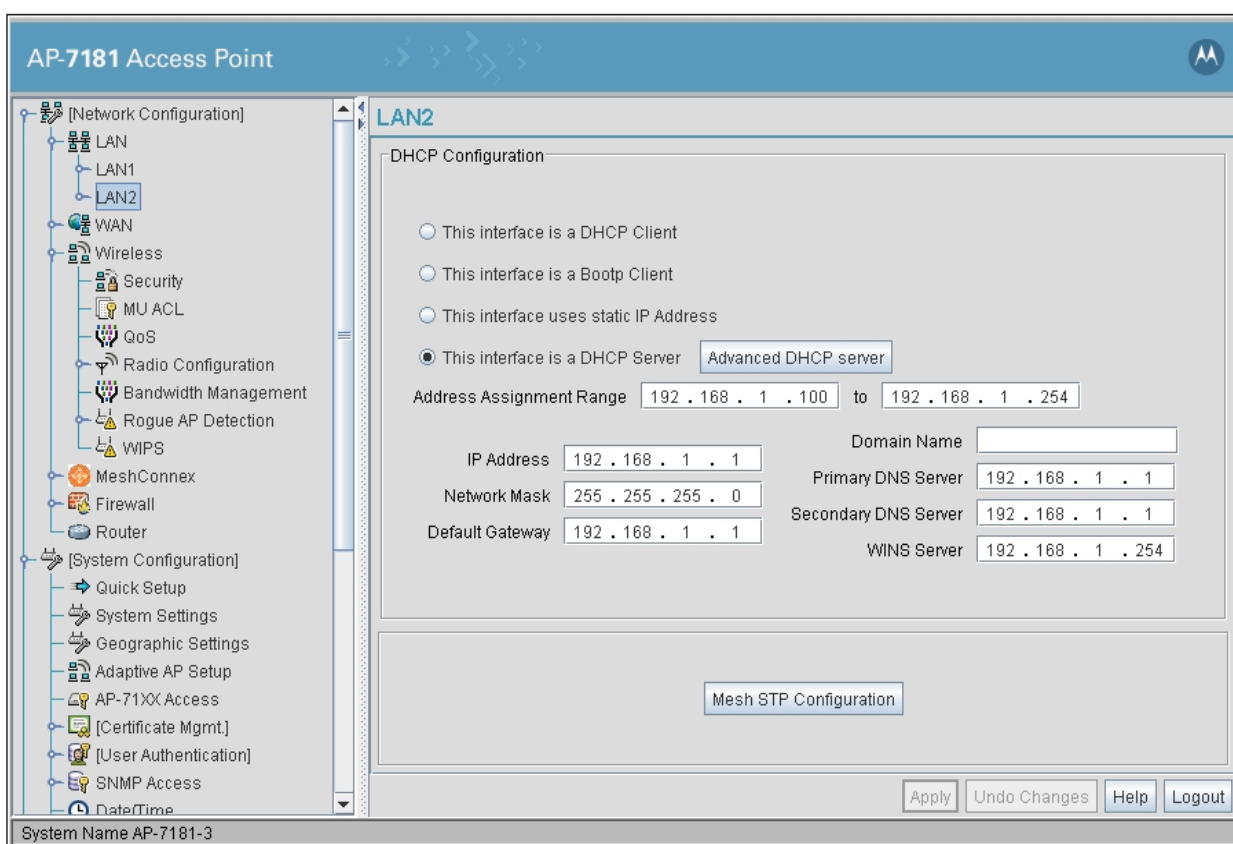 AP-7181 Access Point
[Network Configuration]
LAN
LAN1
LAN2
WAN
Wireless
Security
MU ACL
QoS
Radio Configuration
Bandwidth Management
Rogue AP Detection
WIPS
MeshConnex
Firewall
Router
[System Configuration]
Quick Setup
System Settings
Geographic Settings
Adaptive AP Setup
AP-71XX Access
[Certificate Mgmt.]
[User Authentication]
SNMP Access
Date/Time
LAN2
DHCP Configuration
This interface is a DHCP Client
This interface is a Bootp Client
This interface uses static IP Address
This interface is a DHCP Server Advanced DHCP server
Address Assignment Range 192 . 168 . 1 . 100 to 192 . 168 . 1 . 254
IP Address 192 . 168 . 1 . 1
Network Mask 255 . 255 . 255 . 0
Default Gateway 192 . 168 . 1 . 1
Domain Name
Primary DNS Server 192 . 168 . 1 . 1
Secondary DNS Server 192 . 168 . 1 . 1
WINS Server 192 . 168 . 1 . 254
Mesh STP Configuration
Apply Undo Changes Help Logout
System Name AP-7181-3